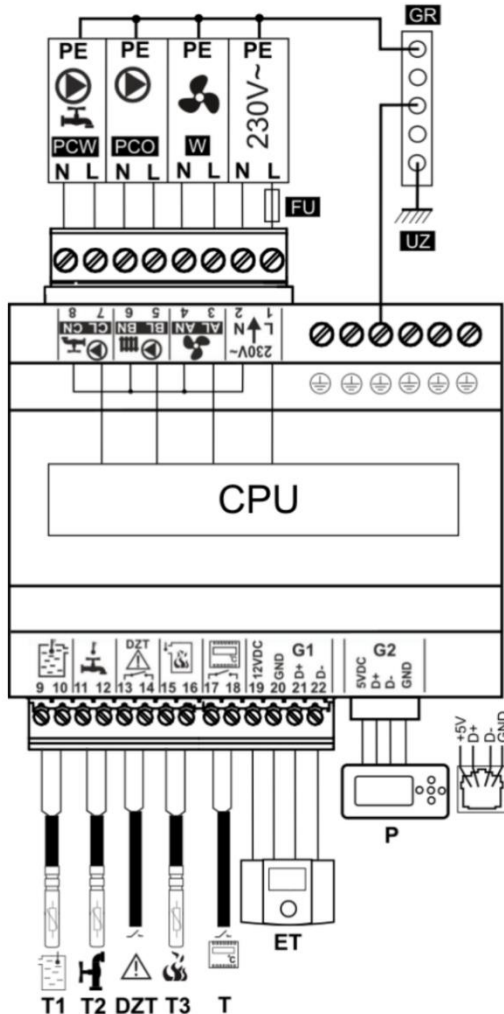 GR
PE PE PE PE
230V~
PCW PCO W
N L N L N L N L
FU
UZ
8 7 6 5 4 3 2 1
CN CL BN BL AN AL N L
230V~
CPU
DZT G1 G2
12VDC GND D+ D- 5VDC D+ D- GND
9 10 11 12 13 14 15 16 17 18 19 20 21 22
+5V D+ D- GND
P
ET
T1 T2 DZT T3 T